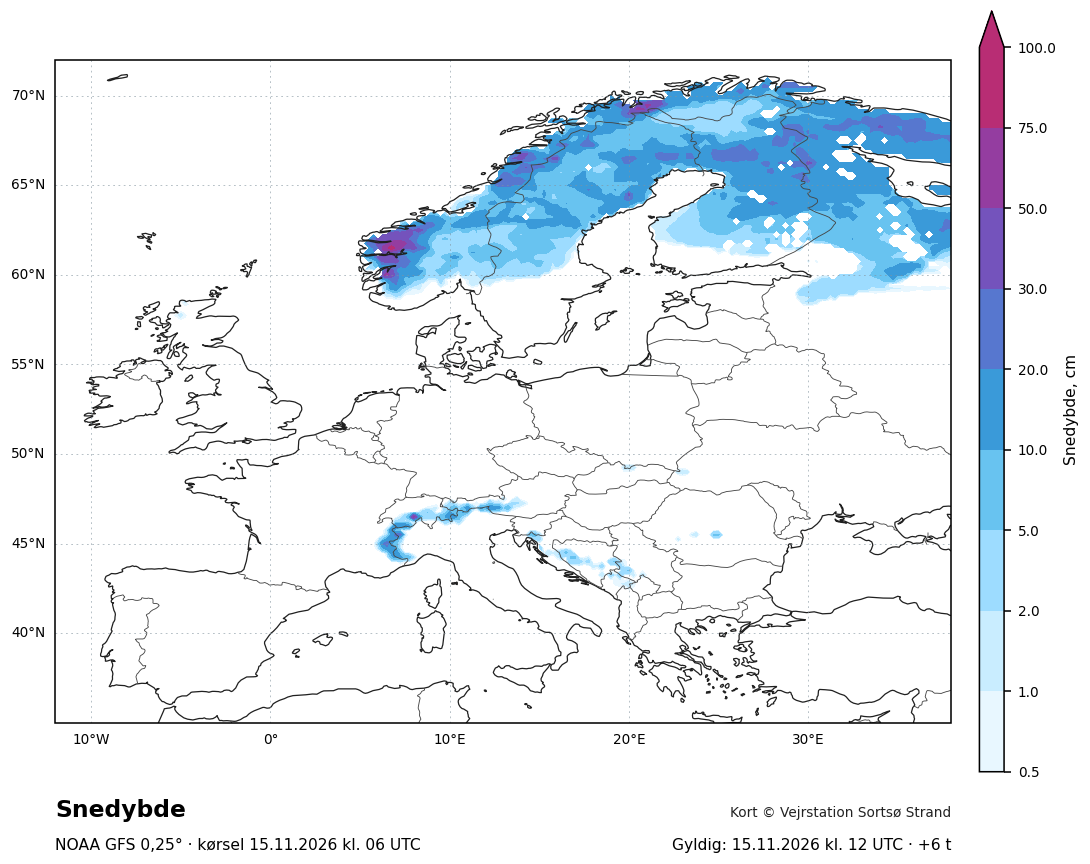 100.0
75.0
50.0
30.0
20.0
10.0
5.0
2.0
1.0
0.5
Snedybde, cm
70°N
65°N
60°N
55°N
50°N
45°N
40°N
10°W 0° 10°E 20°E 30°E
Snedybde
Kort © Vejrstation Sortsø Strand
NOAA GFS 0,25° · kørsel 15.11.2026 kl. 06 UTC
Gyldig: 15.11.2026 kl. 12 UTC · +6 t